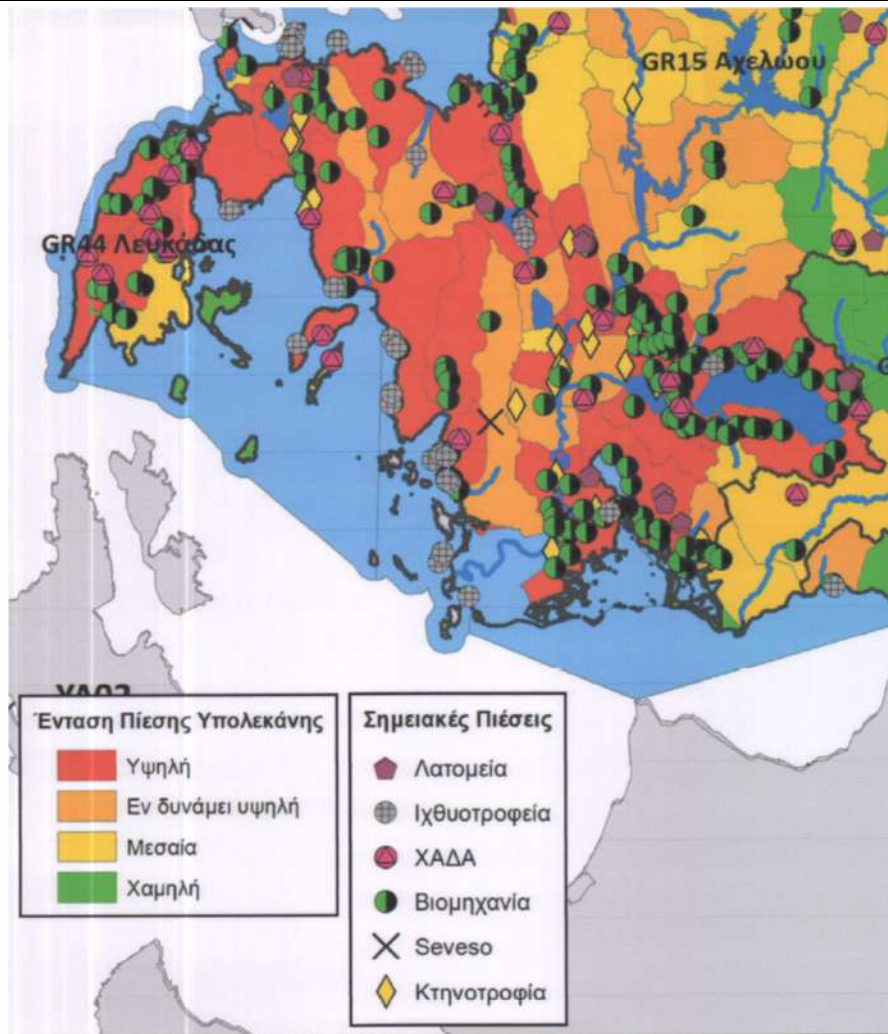 GR15 Αχελώου
GR44 Λευκάδας
Ένταση Πίεσης Υπολεκάνης
Υψηλή
Εν δυνάμει υψηλή
Μεσαία
Χαμηλή
Σημειακές Πιέσεις
Λατομεία
Ιχθυοτροφεία
ΧΑΔΑ
Βιομηχανία
Seveso
Κτηνοτροφία